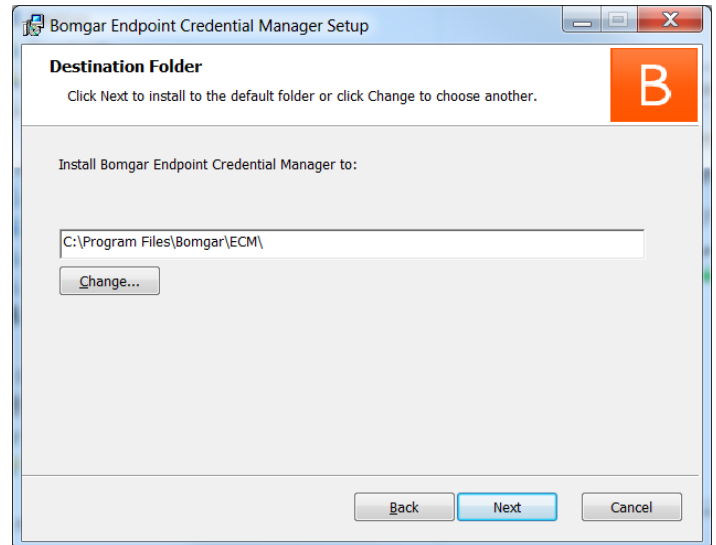 Bomgar Endpoint Credential Manager Setup
X
Destination Folder
Click Next to install to the default folder or click Change to choose another.
B
Install Bomgar Endpoint Credential Manager to:
C:\Program Files\Bomgar\ECM\
Change...
Back
Next
Cancel